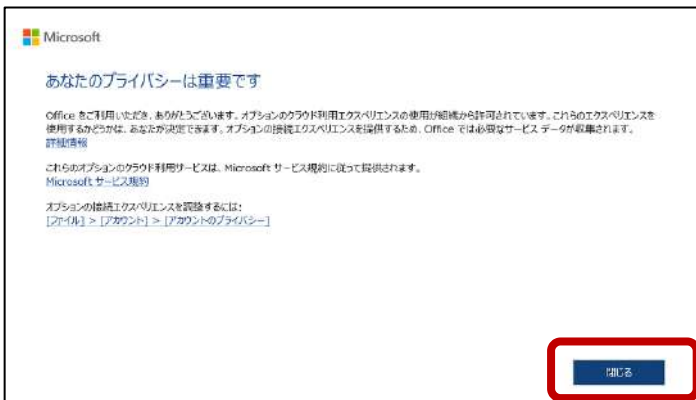 Microsoft
あなたのプライバシーは重要です
Office をご利用いただき、ありがとうございます。オプションのクラウド利用エクスペリエンスの使用が組織から許可されています。これらのエクスペリエンスを
使用するかどうかは、あなたが決定できます。オプションの接続エクスペリエンスを提供するため、Office では必要なサービス データが収集されます。
詳細情報
これらのオプションのクラウド利用サービスは、Microsoft サービス規約に従って提供されます。
Microsoft サービス規約
オプションの接続エクスペリエンスを調整するには:
[ファイル] > [アカウント] > [アカウントのプライバシー]
閉じる